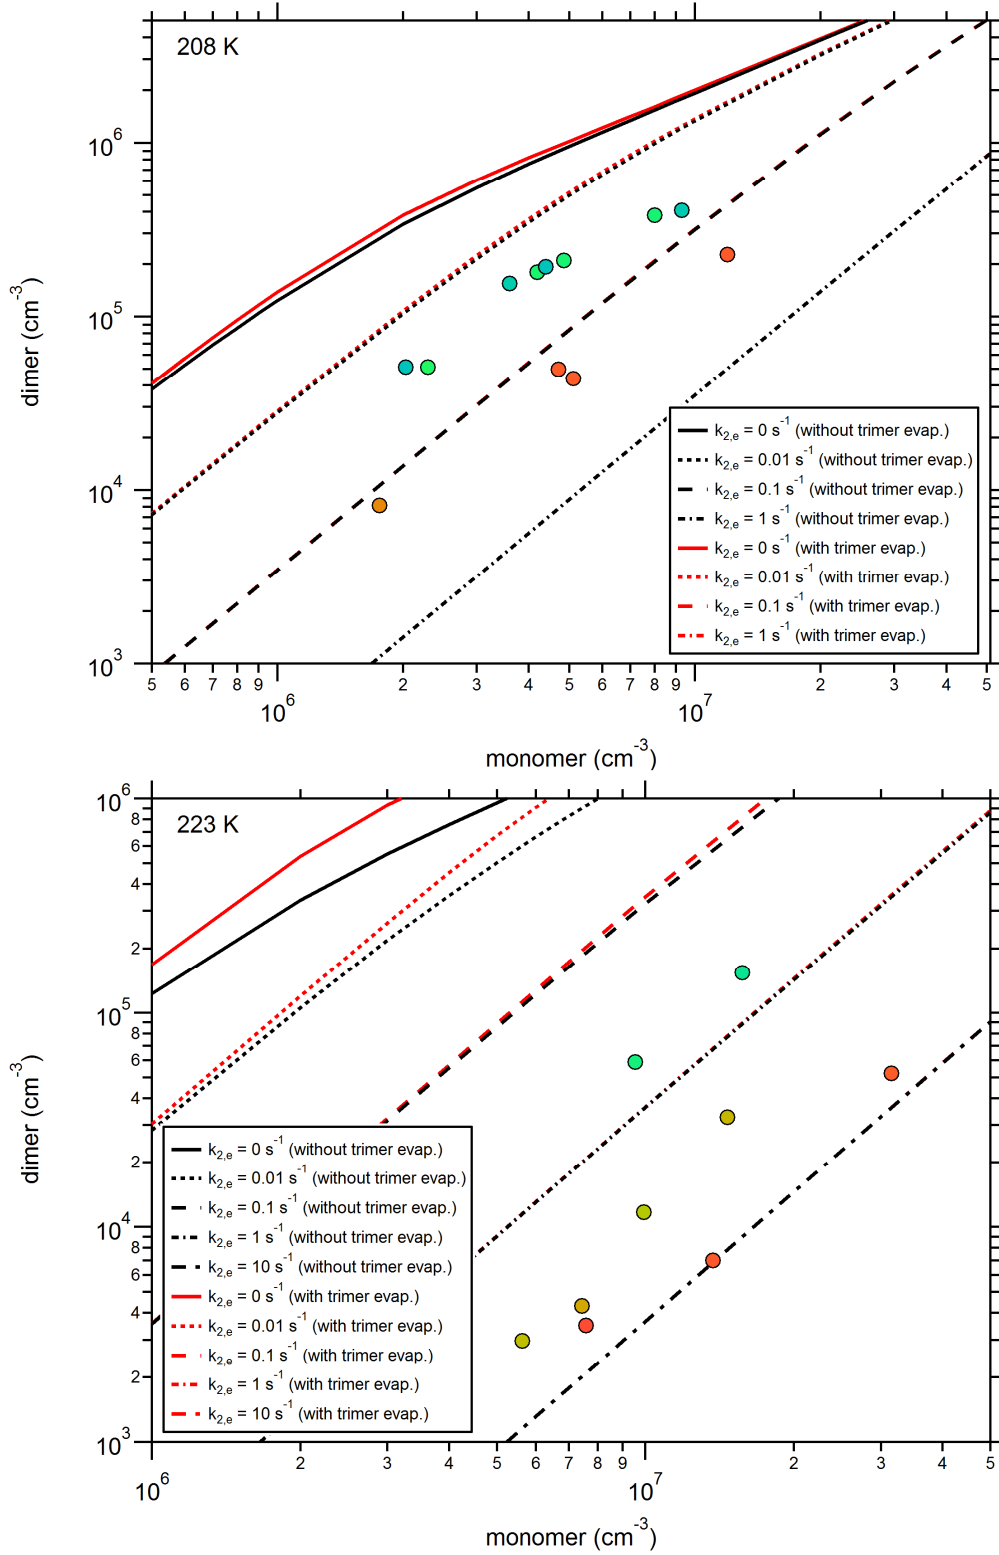 208 K
10^6
10^5
10^4
10^3
dimer (cm^-3)
k2,e = 0 s^-1 (without trimer evap.)
k2,e = 0.01 s^-1 (without trimer evap.)
k2,e = 0.1 s^-1 (without trimer evap.)
k2,e = 1 s^-1 (without trimer evap.)
k2,e = 0 s^-1 (with trimer evap.)
k2,e = 0.01 s^-1 (with trimer evap.)
k2,e = 0.1 s^-1 (with trimer evap.)
k2,e = 1 s^-1 (with trimer evap.)
5 6 7 8 9 2 3 4 5 6 7 8 9 2 3 4 5
10^6 10^7
monomer (cm^-3)
223 K
10^6
8
6
4
2
10^5
8
6
4
2
10^4
8
6
4
2
10^3
dimer (cm^-3)
k2,e = 0 s^-1 (without trimer evap.)
k2,e = 0.01 s^-1 (without trimer evap.)
k2,e = 0.1 s^-1 (without trimer evap.)
k2,e = 1 s^-1 (without trimer evap.)
k2,e = 10 s^-1 (without trimer evap.)
k2,e = 0 s^-1 (with trimer evap.)
k2,e = 0.01 s^-1 (with trimer evap.)
k2,e = 0.1 s^-1 (with trimer evap.)
k2,e = 1 s^-1 (with trimer evap.)
k2,e = 10 s^-1 (with trimer evap.)
2 3 4 5 6 7 8 9 2 3 4 5
10^6 10^7
monomer (cm^-3)